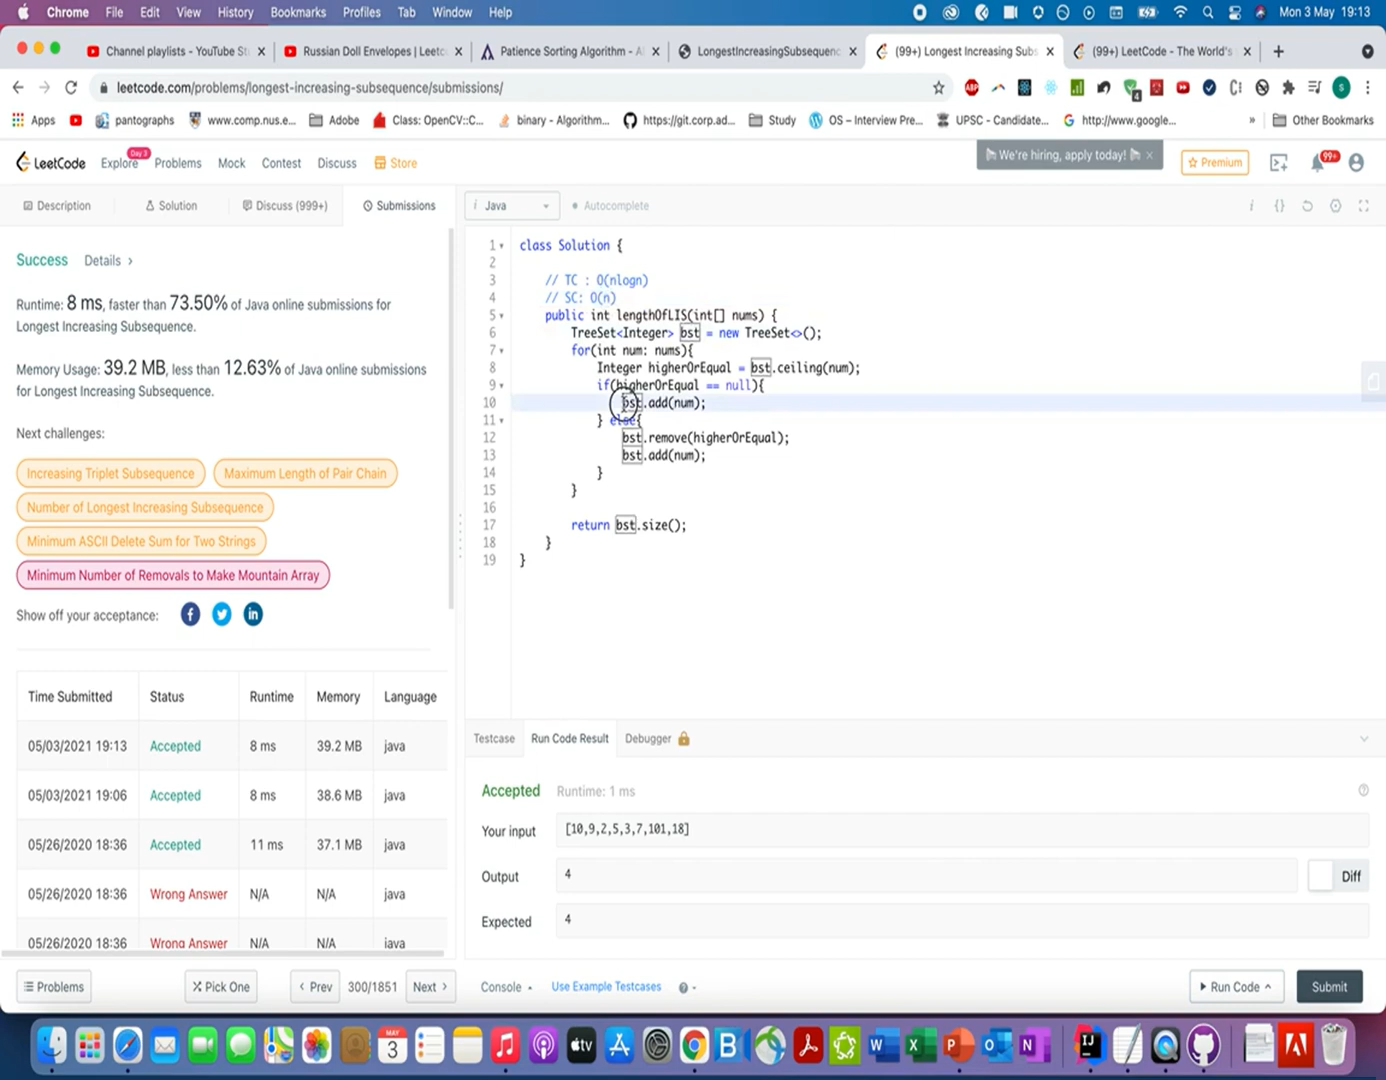 Chrome File Edit View History Bookmarks Profiles Tab Window Help Mon 3 May 19:13
Channel playlists - YouTube St × Russian Doll Envelopes | Leetc × Patience Sorting Algorithm - A × LongestIncreasingSubsequenc × (99+) Longest Increasing Subs × (99+) LeetCode - The World's × +
leetcode.com/problems/longest-increasing-subsequence/submissions/
Apps pantographs www.comp.nus.e... Adobe Class: OpenCV::C... binary - Algorithm... https://git.corp.ad... Study OS – Interview Pre... UPSC - Candidate... http://www.google... » Other Bookmarks
LeetCode Explore Day 3 Problems Mock Contest Discuss Store We're hiring, apply today! × Premium 99+
Description Solution Discuss (999+) Submissions i Java Autocomplete
Success Details >
Runtime: 8 ms, faster than 73.50% of Java online submissions for
Longest Increasing Subsequence.
Memory Usage: 39.2 MB, less than 12.63% of Java online submissions
for Longest Increasing Subsequence.
Next challenges:
Increasing Triplet Subsequence Maximum Length of Pair Chain
Number of Longest Increasing Subsequence
Minimum ASCII Delete Sum for Two Strings
Minimum Number of Removals to Make Mountain Array
Show off your acceptance:
Time Submitted Status Runtime Memory Language
05/03/2021 19:13 Accepted 8 ms 39.2 MB java
05/03/2021 19:06 Accepted 8 ms 38.6 MB java
05/26/2020 18:36 Accepted 11 ms 37.1 MB java
05/26/2020 18:36 Wrong Answer N/A N/A java
05/26/2020 18:36 Wrong Answer N/A N/A java
1 class Solution {
2
3 // TC : O(nlogn)
4 // SC: O(n)
5 public int lengthOfLIS(int[] nums) {
6 TreeSet<Integer> bst = new TreeSet<>();
7 for(int num: nums){
8 Integer higherOrEqual = bst.ceiling(num);
9 if(higherOrEqual == null){
10 bst.add(num);
11 } else{
12 bst.remove(higherOrEqual);
13 bst.add(num);
14 }
15 }
16
17 return bst.size();
18 }
19 }
Testcase Run Code Result Debugger
Accepted Runtime: 1 ms
Your input [10,9,2,5,3,7,101,18]
Output 4 Diff
Expected 4
Problems Pick One < Prev 300/1851 Next > Console Use Example Testcases Run Code Submit
MAY 3 tv B W X P O N IJ